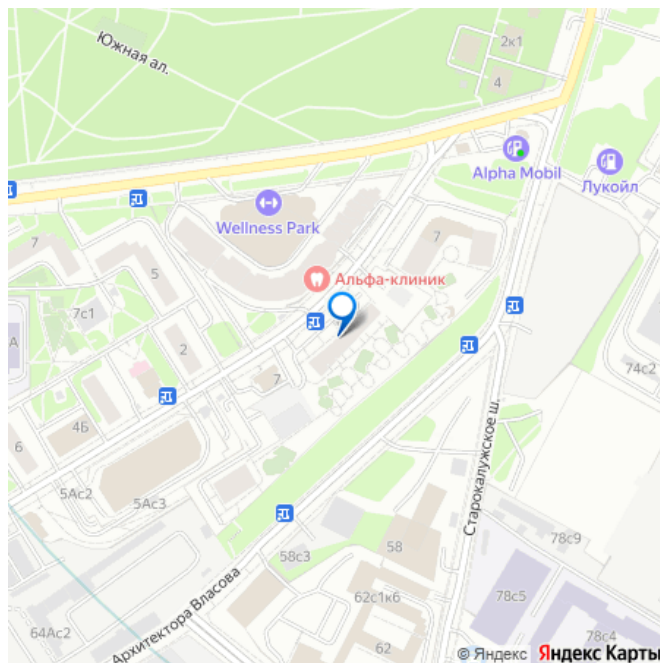 Южная ал.
2к1
4
Alpha Mobil
Лукойл
Wellness Park
7
7
5
Альфа-клиник
7с1
А
2
74с2
7
4Б
6
5Ас2
5Ас3
Старокалужское ш.
58с3
58
78с9
62с1к6
78с5
Архитектора Власова
64Ас2
62
78с4
© Яндекс Яндекс Карты